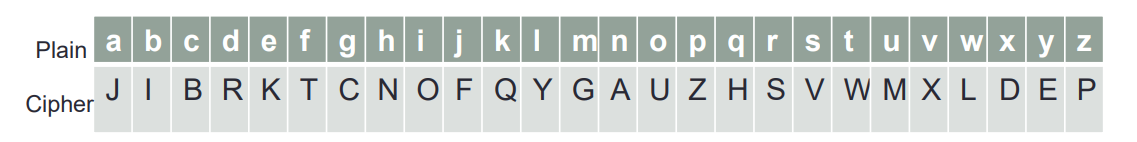 Plain a b c d e f g h i j k l m n o p q r s t u v w x y z
Cipher J I B R K T C N O F Q Y G A U Z H S V W M X L D E P